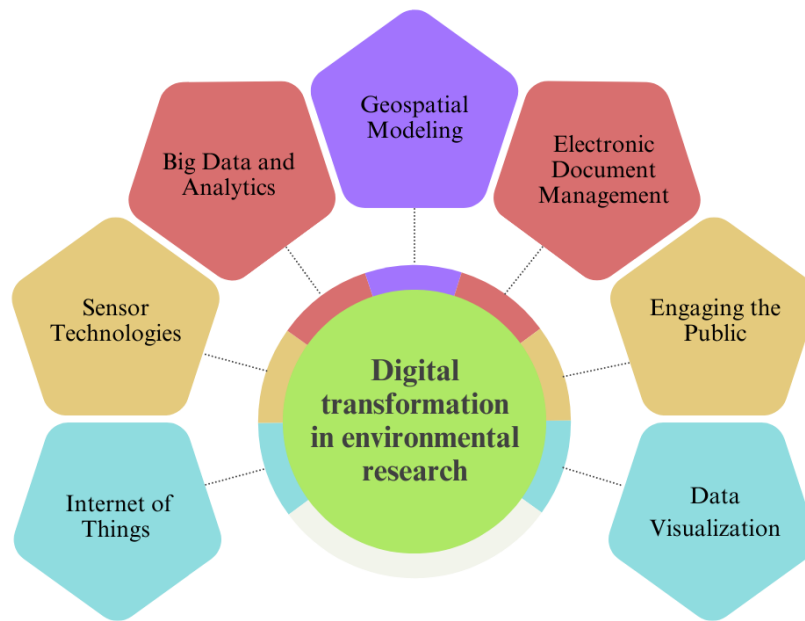 Geospatial
Modeling
Big Data and
Analytics
Electronic
Document
Management
Sensor
Technologies
Engaging the
Public
Digital
transformation
in environmental
research
Internet of
Things
Data
Visualization